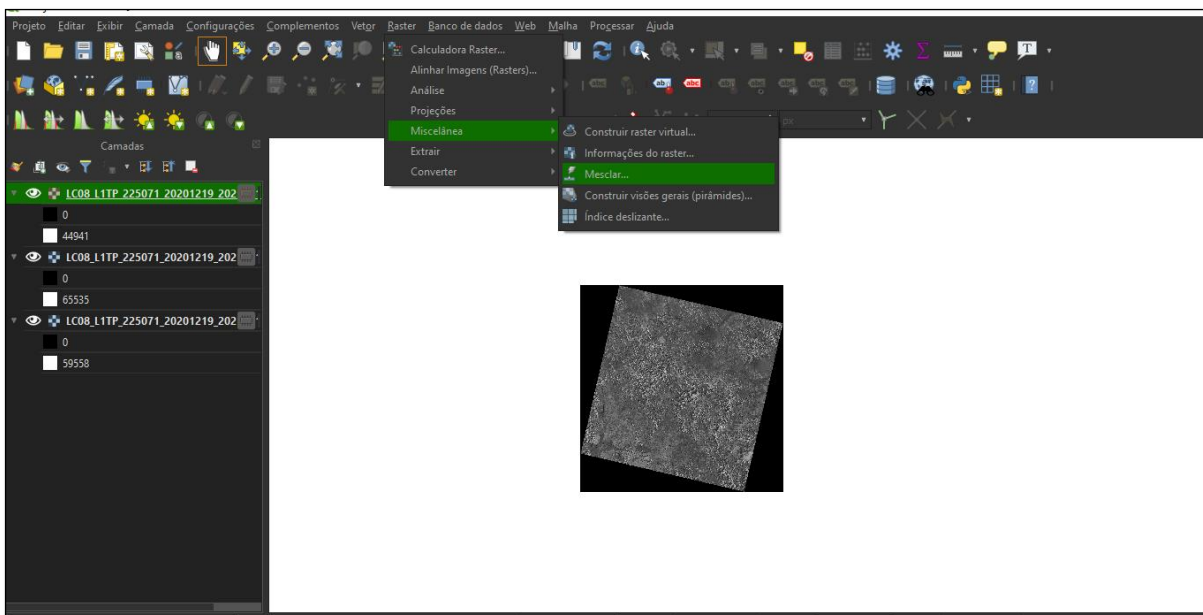 Projeto Editar Exibir Camada Configurações Complementos Vetor Raster Banco de dados Web Malha Processar Ajuda
Calculadora Raster...
Alinhar Imagens (Rasters)...
Análise
Projeções
Miscelânea
Extrair
Converter
Construir raster virtual...
Informações do raster...
Mesclar...
Construir visões gerais (pirâmides)...
Índice deslizante...
px
Camadas
LC08_L1TP_225071_20201219_202
0
44941
LC08_L1TP_225071_20201219_202
0
65535
LC08_L1TP_225071_20201219_202
0
59558